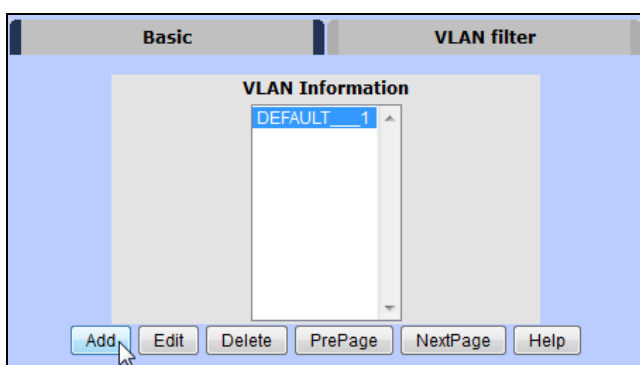 Basic VLAN filter
VLAN Information
DEFAULT___1
Add Edit Delete PrePage NextPage Help